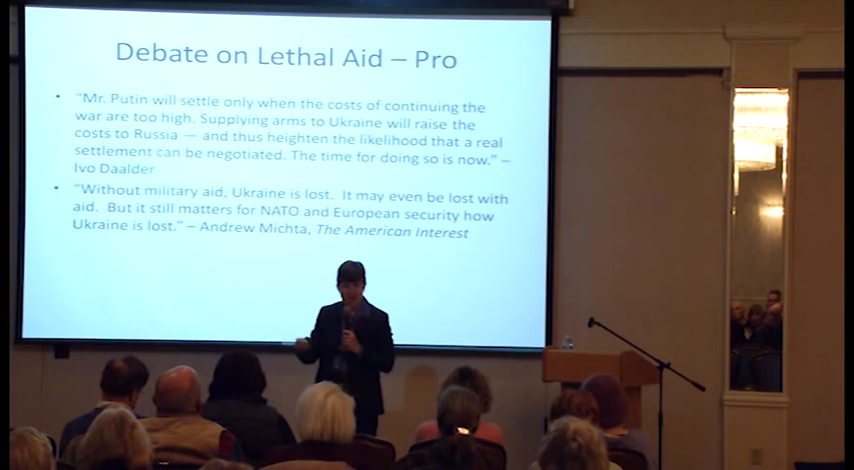 Debate on Lethal Aid – Pro
• "Mr. Putin will settle only when the costs of continuing the
war are too high. Supplying arms to Ukraine will raise the
costs to Russia — and thus heighten the likelihood that a real
settlement can be negotiated. The time for doing so is now." –
Ivo Daalder
• "Without military aid, Ukraine is lost. It may even be lost with
aid. But it still matters for NATO and European security how
Ukraine is lost." – Andrew Michta, The American Interest